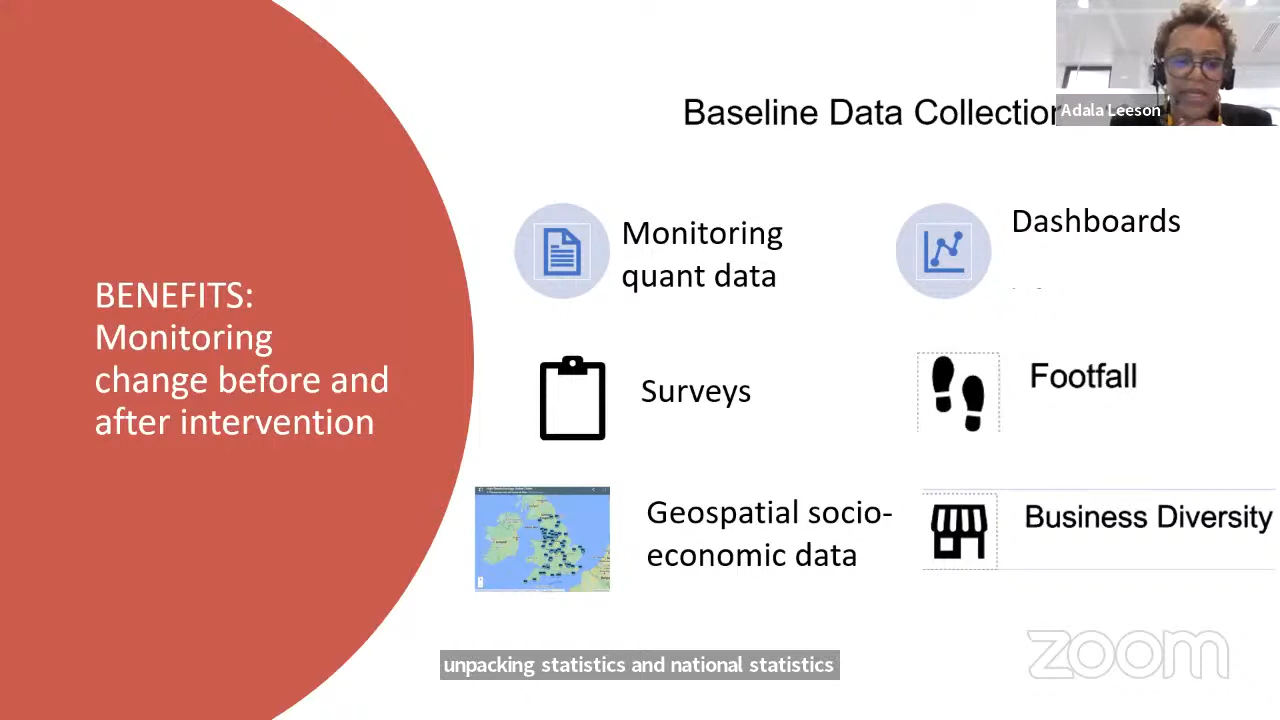 Adala Leeson
Baseline Data Collection
BENEFITS:
Monitoring
change before and
after intervention
Monitoring
quant data
Dashboards
Surveys
Footfall
Geospatial socio-
economic data
Business Diversity
unpacking statistics and national statistics
zoom